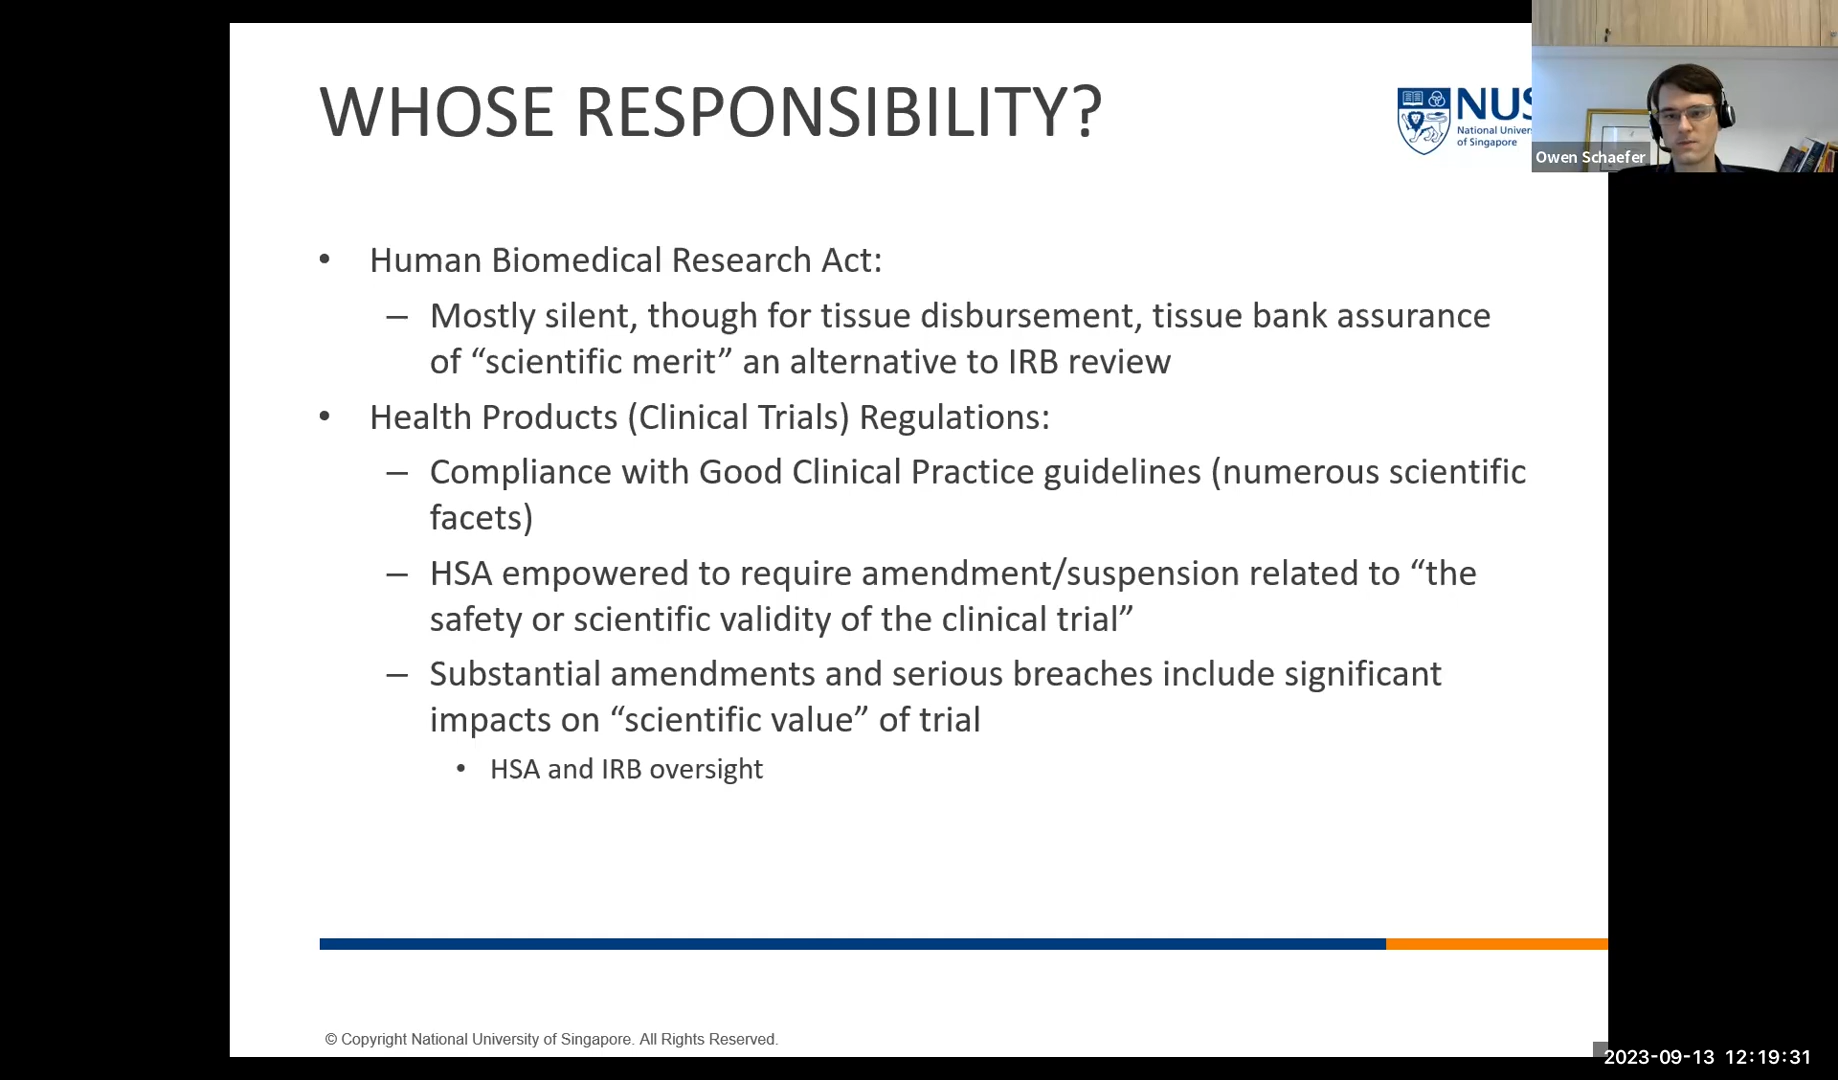 WHOSE RESPONSIBILITY?
NUS
National Univer
of Singapore
Owen Schaefer
• Human Biomedical Research Act:
– Mostly silent, though for tissue disbursement, tissue bank assurance
of “scientific merit” an alternative to IRB review
• Health Products (Clinical Trials) Regulations:
– Compliance with Good Clinical Practice guidelines (numerous scientific
facets)
– HSA empowered to require amendment/suspension related to “the
safety or scientific validity of the clinical trial”
– Substantial amendments and serious breaches include significant
impacts on “scientific value” of trial
• HSA and IRB oversight
© Copyright National University of Singapore. All Rights Reserved.
2023-09-13 12:19:31